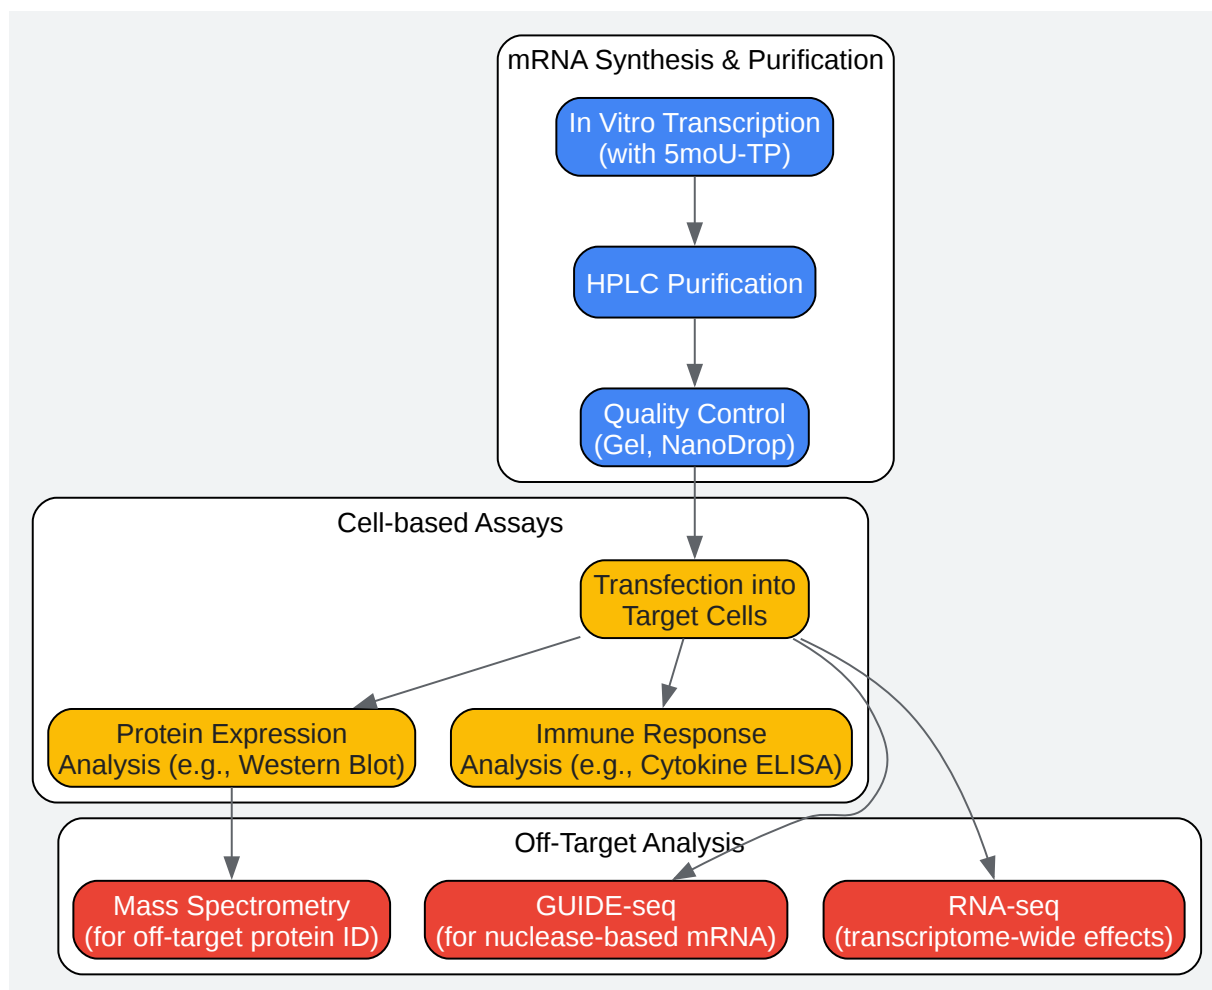 mRNA Synthesis & Purification
In Vitro Transcription
(with 5moU-TP)
HPLC Purification
Quality Control
(Gel, NanoDrop)
Cell-based Assays
Transfection into
Target Cells
Protein Expression
Analysis (e.g., Western Blot)
Immune Response
Analysis (e.g., Cytokine ELISA)
Off-Target Analysis
Mass Spectrometry
(for off-target protein ID)
GUIDE-seq
(for nuclease-based mRNA)
RNA-seq
(transcriptome-wide effects)